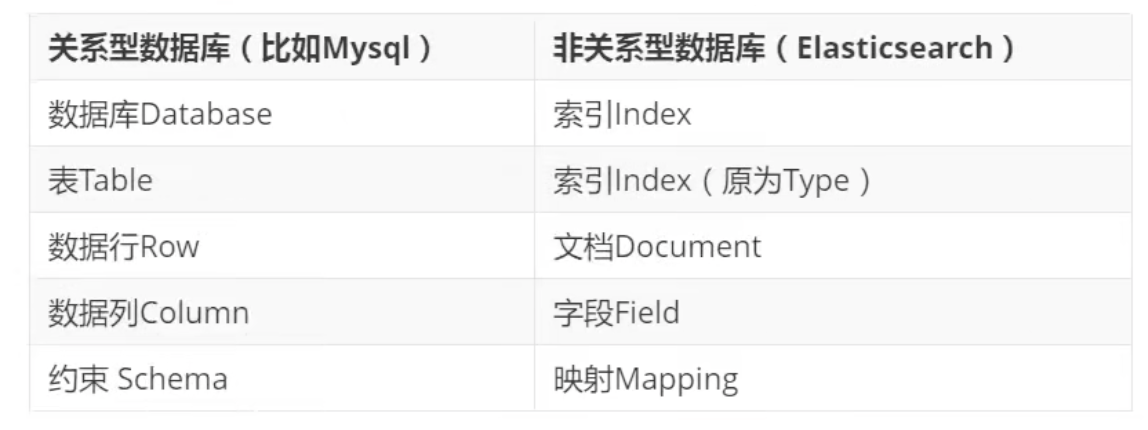 关系型数据库（比如Mysql） 非关系型数据库（Elasticsearch）
数据库Database 索引Index
表Table 索引Index（原为Type）
数据行Row 文档Document
数据列Column 字段Field
约束 Schema 映射Mapping